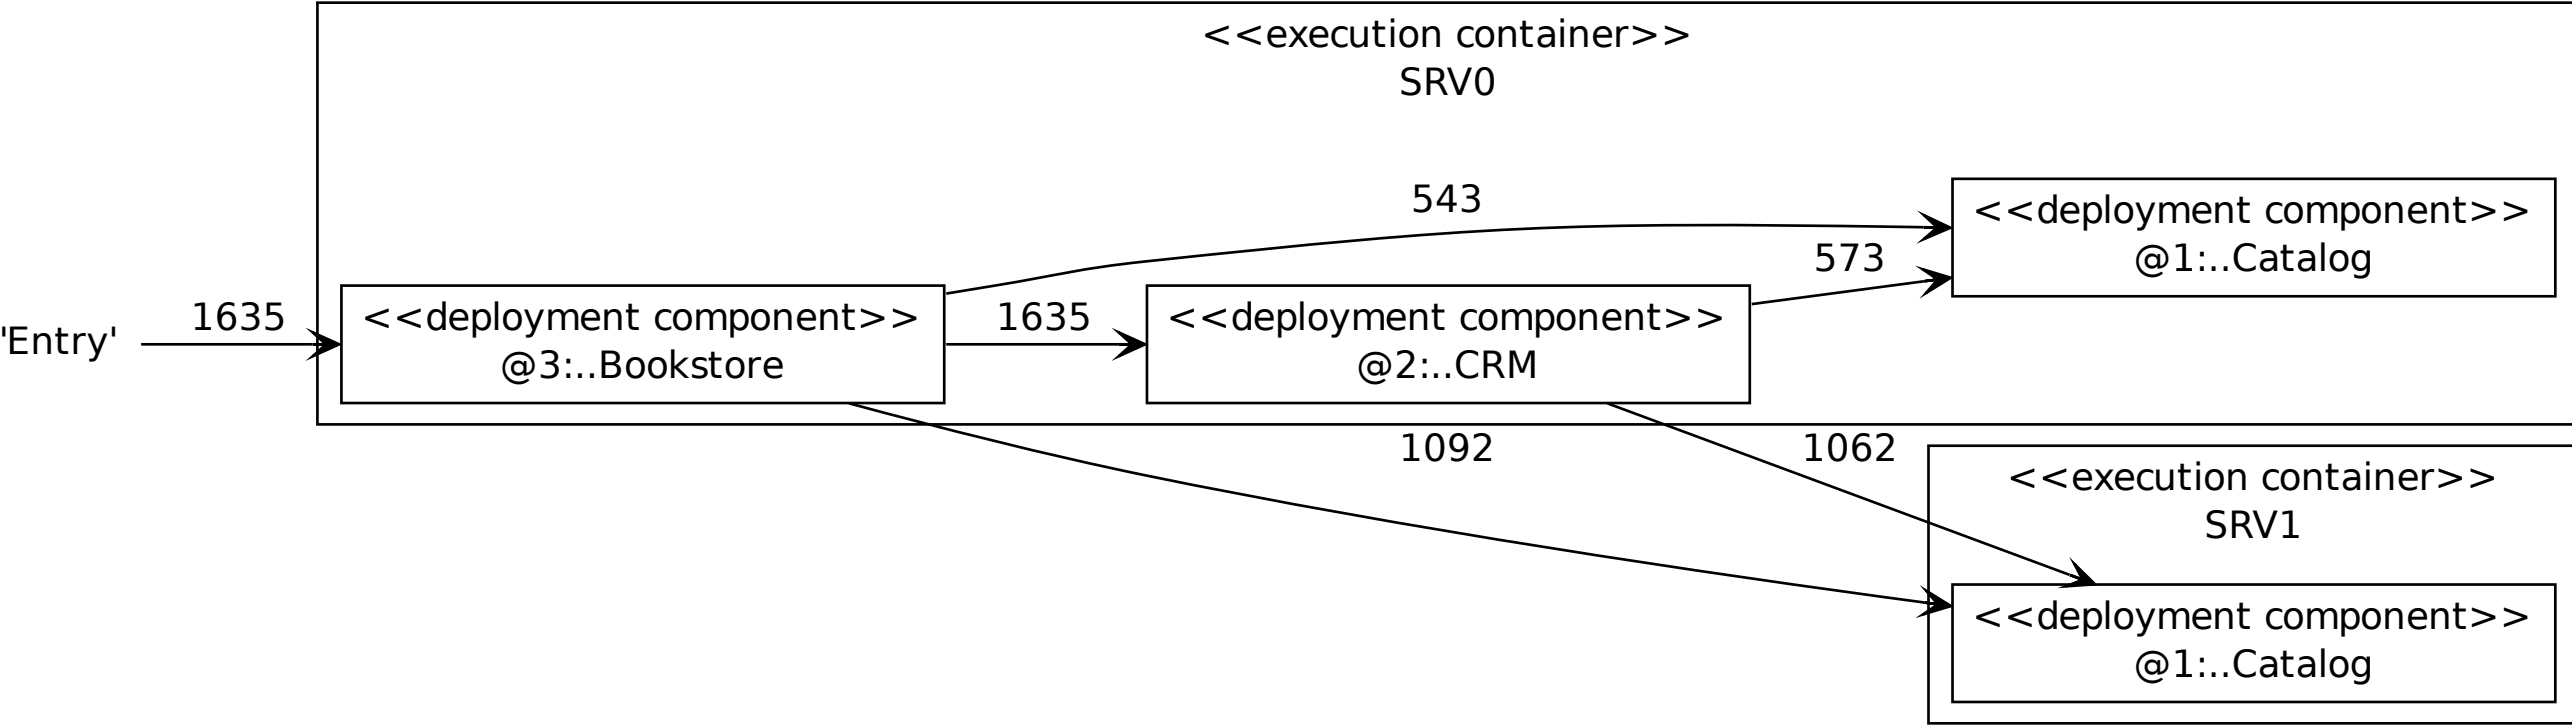 <<execution container>>
SRV0
543
<<deployment component>>
@1:..Catalog
573
'Entry'
1635
<<deployment component>>
@3:..Bookstore
1635
<<deployment component>>
@2:..CRM
1092
1062
<<execution container>>
SRV1
<<deployment component>>
@1:..Catalog